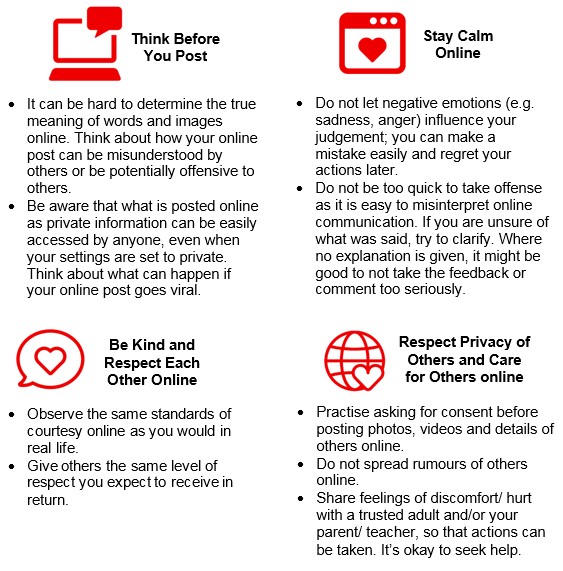 Think Before
You Post
• It can be hard to determine the true
meaning of words and images
online. Think about how your online
post can be misunderstood by
others or be potentially offensive to
others.
• Be aware that what is posted online
as private information can be easily
accessed by anyone, even when
your settings are set to private.
Think about what can happen if
your online post goes viral.
Stay Calm
Online
• Do not let negative emotions (e.g.
sadness, anger) influence your
judgement; you can make a
mistake easily and regret your
actions later.
• Do not be too quick to take offense
as it is easy to misinterpret online
communication. If you are unsure of
what was said, try to clarify. Where
no explanation is given, it might be
good to not take the feedback or
comment too seriously.
Be Kind and
Respect Each
Other Online
• Observe the same standards of
courtesy online as you would in
real life.
• Give others the same level of
respect you expect to receive in
return.
Respect Privacy of
Others and Care
for Others online
• Practise asking for consent before
posting photos, videos and details of
others online.
• Do not spread rumours of others
online.
• Share feelings of discomfort/ hurt
with a trusted adult and/or your
parent/ teacher, so that actions can
be taken. It’s okay to seek help.